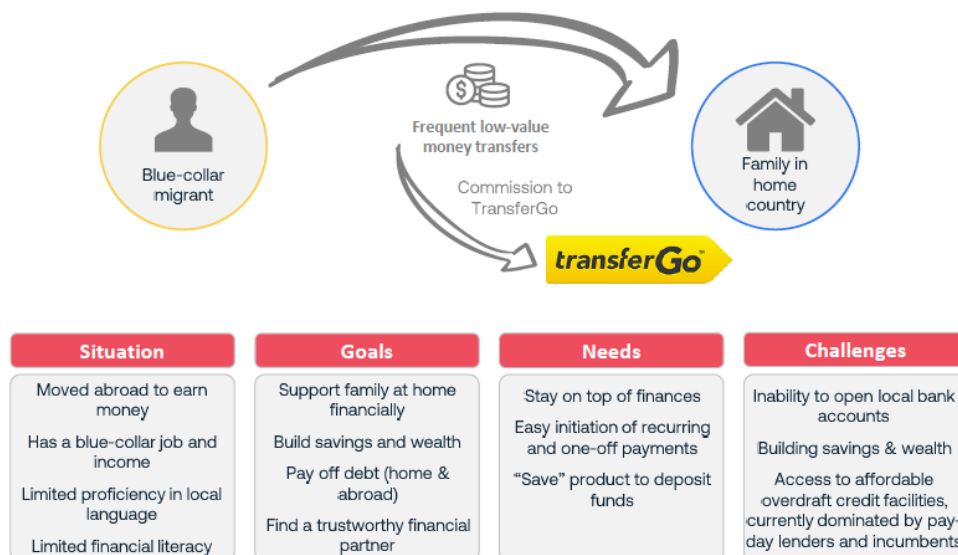 Blue-collar
migrant
$
Frequent low-value
money transfers
Commission to
TransferGo
Family in
home
country
transferGo™
Situation
Moved abroad to earn
money
Has a blue-collar job and
income
Limited proficiency in local
language
Limited financial literacy
Goals
Support family at home
financially
Build savings and wealth
Pay off debt (home &
abroad)
Find a trustworthy financial
partner
Needs
Stay on top of finances
Easy initiation of recurring
and one-off payments
“Save” product to deposit
funds
Challenges
Inability to open local bank
accounts
Building savings & wealth
Access to affordable
overdraft credit facilities,
currently dominated by pay-
day lenders and incumbents